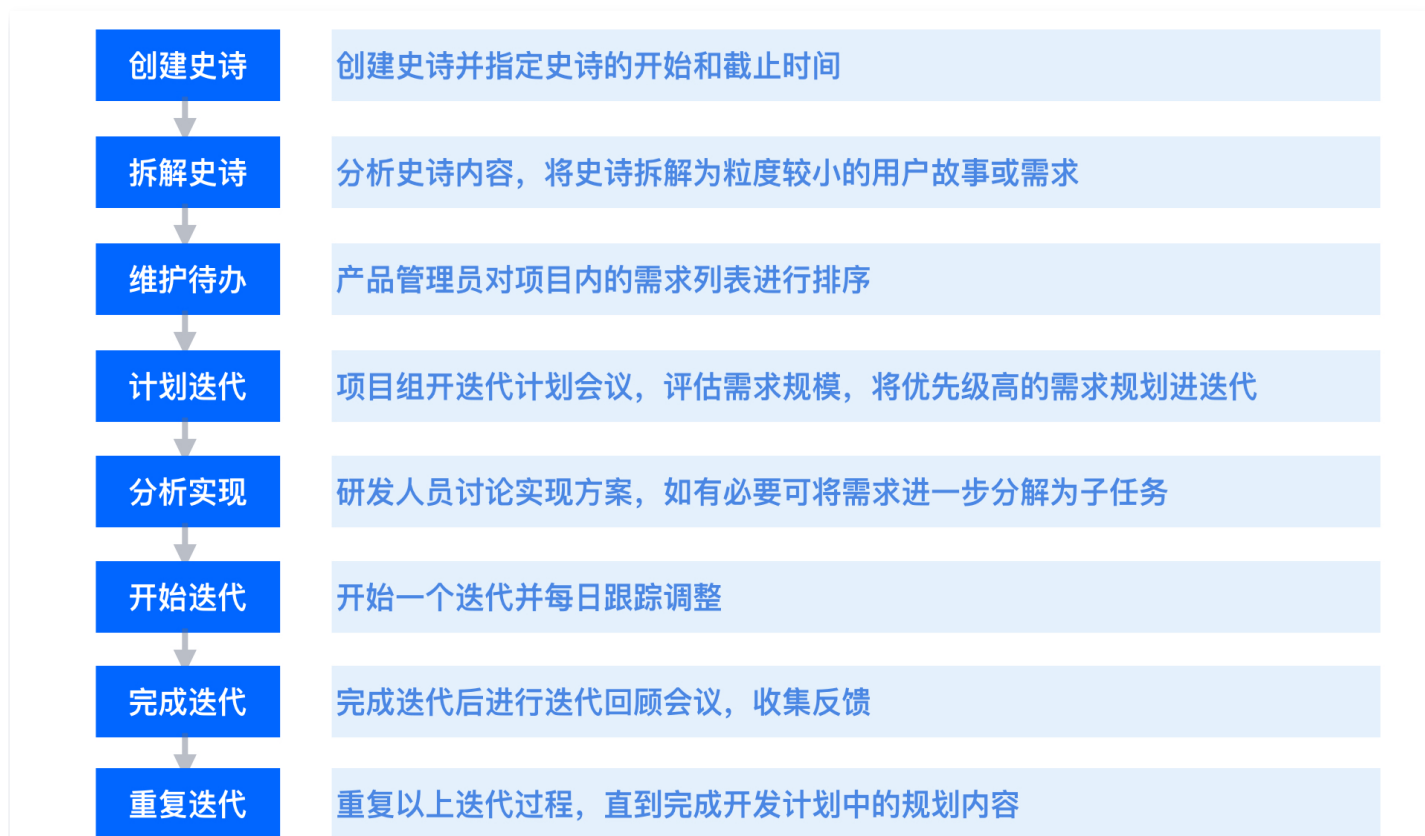 创建史诗
创建史诗并指定史诗的开始和截止时间
拆解史诗
分析史诗内容，将史诗拆解为粒度较小的用户故事或需求
维护待办
产品管理员对项目内的需求列表进行排序
计划迭代
项目组开迭代计划会议，评估需求规模，将优先级高的需求规划进迭代
分析实现
研发人员讨论实现方案，如有必要可将需求进一步分解为子任务
开始迭代
开始一个迭代并每日跟踪调整
完成迭代
完成迭代后进行迭代回顾会议，收集反馈
重复迭代
重复以上迭代过程，直到完成开发计划中的规划内容